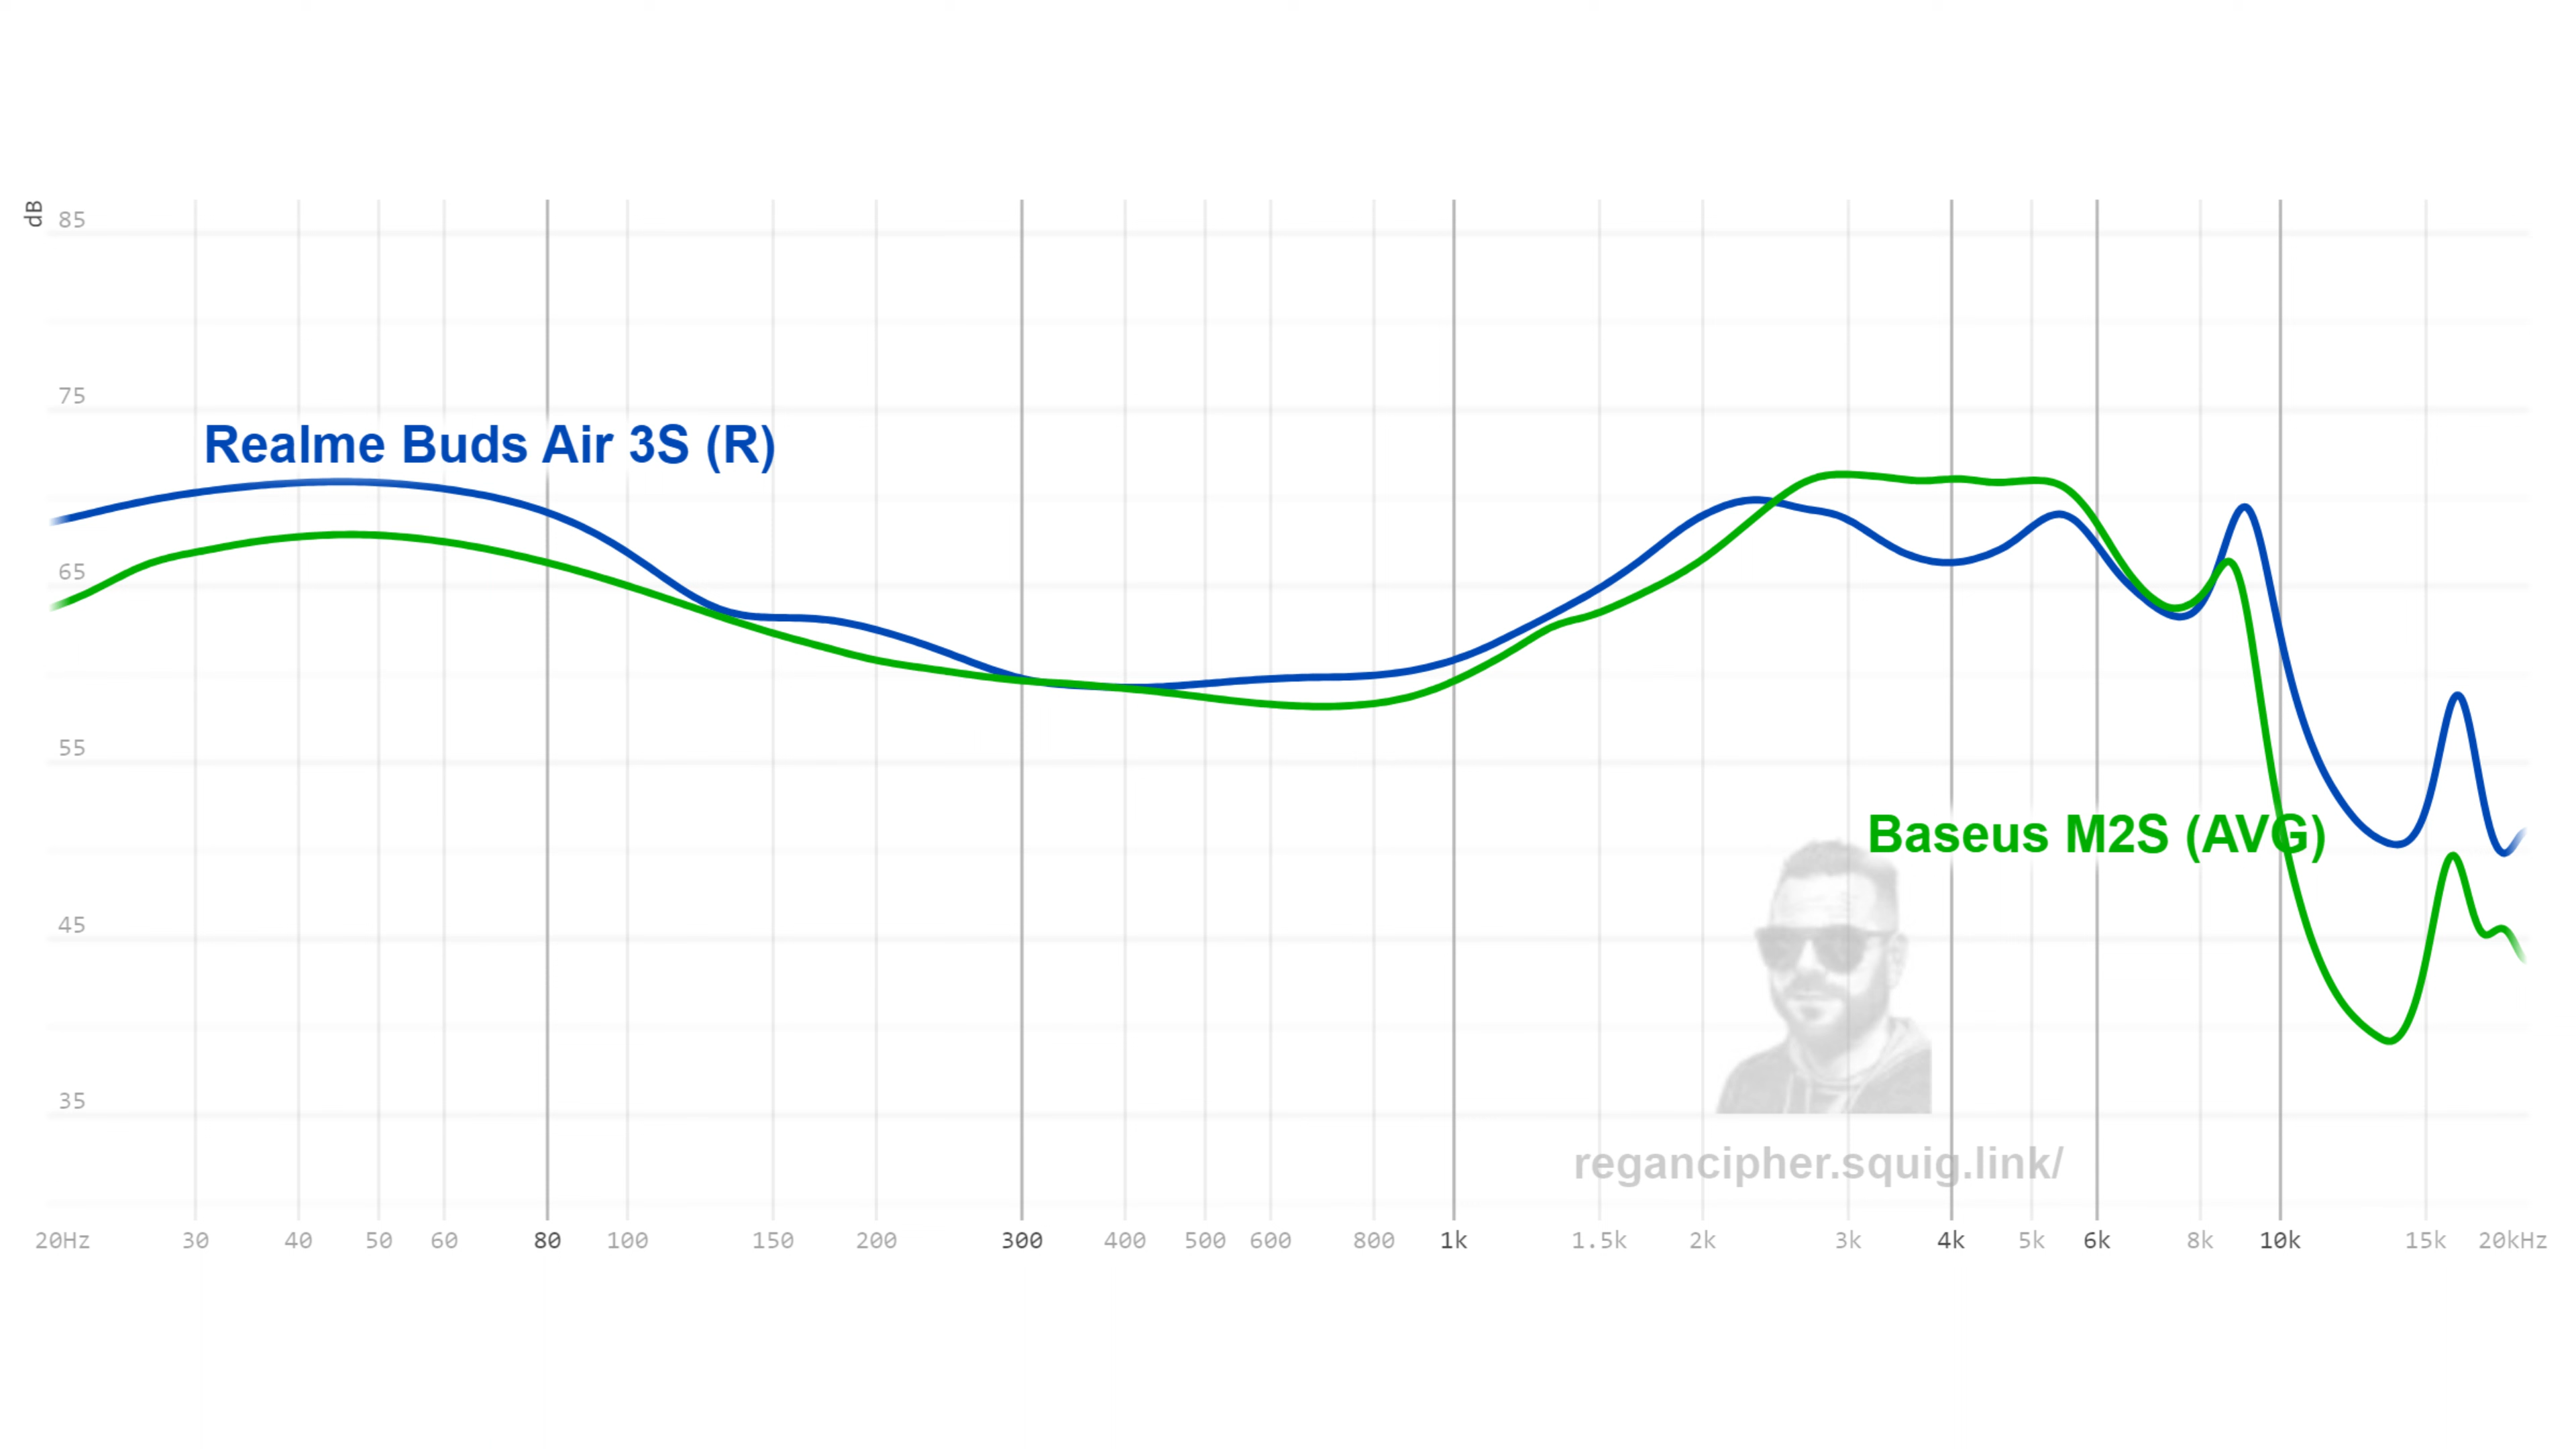 dB
85
75
Realme Buds Air 3S (R)
65
55
Baseus M2S (AVG)
45
35
regancipher.squig.link/
20Hz 30 40 50 60 80 100 150 200 300 400 500 600 800 1k 1.5k 2k 3k 4k 5k 6k 8k 10k 15k 20kHz